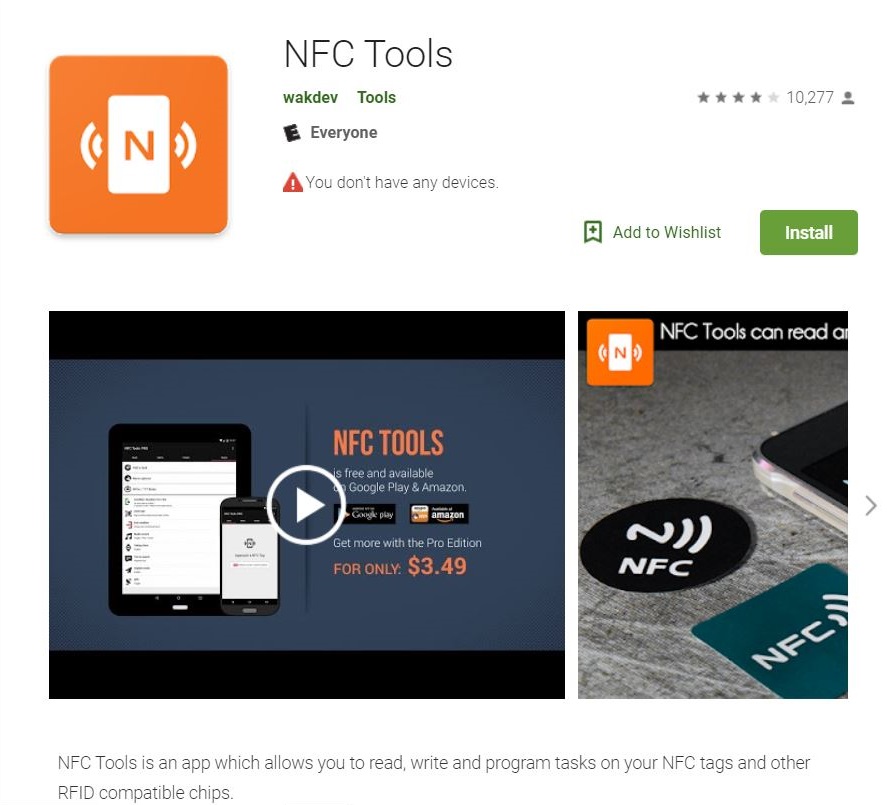 NFC Tools
wakdev Tools
10,277
E Everyone
You don't have any devices.
Add to Wishlist
Install
N
NFC TOOLS
is free and available
on Google Play & Amazon.
Google play
amazon
Get more with the Pro Edition
FOR ONLY: $3.49
N
NFC Tools can read an
NFC
NFC
NFC Tools is an app which allows you to read, write and program tasks on your NFC tags and other
RFID compatible chips.